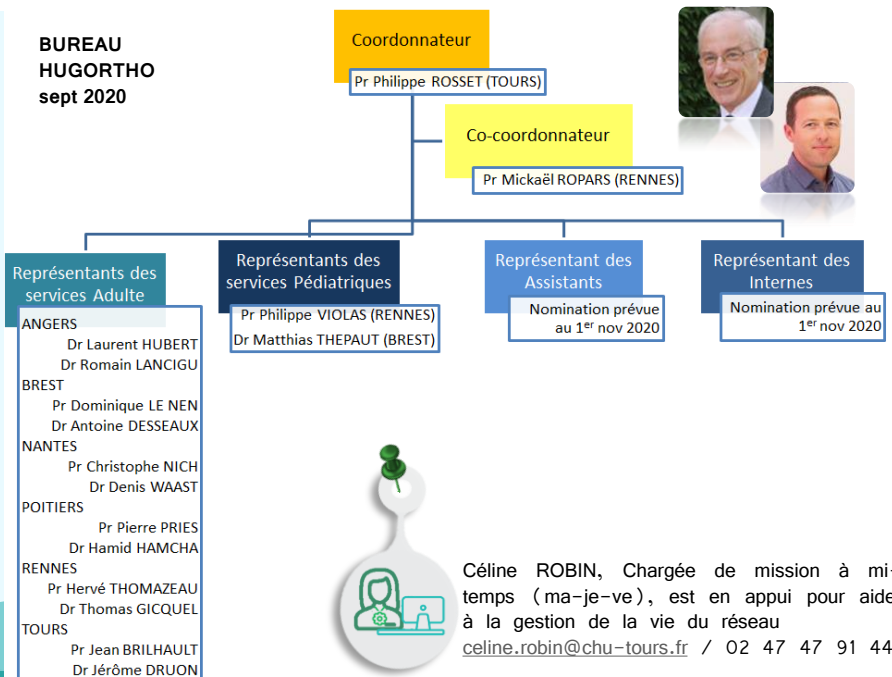 BUREAU
HUGORTHO
sept 2020
Coordonnateur
Pr Philippe ROSSET (TOURS)
Co-coordonnateur
Pr Mickaël ROPARS (RENNES)
Représentants des
services Adulte
ANGERS
Dr Laurent HUBERT
Dr Romain LANCIGU
BREST
Pr Dominique LE NEN
Dr Antoine DESSEAUX
NANTES
Pr Christophe NICH
Dr Denis WAAST
POITIERS
Pr Pierre PRIES
Dr Hamid HAMCHA
RENNES
Pr Hervé THOMAZEAU
Dr Thomas GICQUEL
TOURS
Pr Jean BRILHAULT
Dr Jérôme DRUON
Représentants des
services Pédiatriques
Pr Philippe VIOLAS (RENNES)
Dr Matthias THEPAUT (BREST)
Représentant des
Assistants
Nomination prévue
au 1er nov 2020
Représentant des
Internes
Nomination prévue au
1er nov 2020
Céline ROBIN, Chargée de mission à mi-
temps (ma-je-ve), est en appui pour aide
à la gestion de la vie du réseau
celine.robin@chu-tours.fr / 02 47 47 91 44